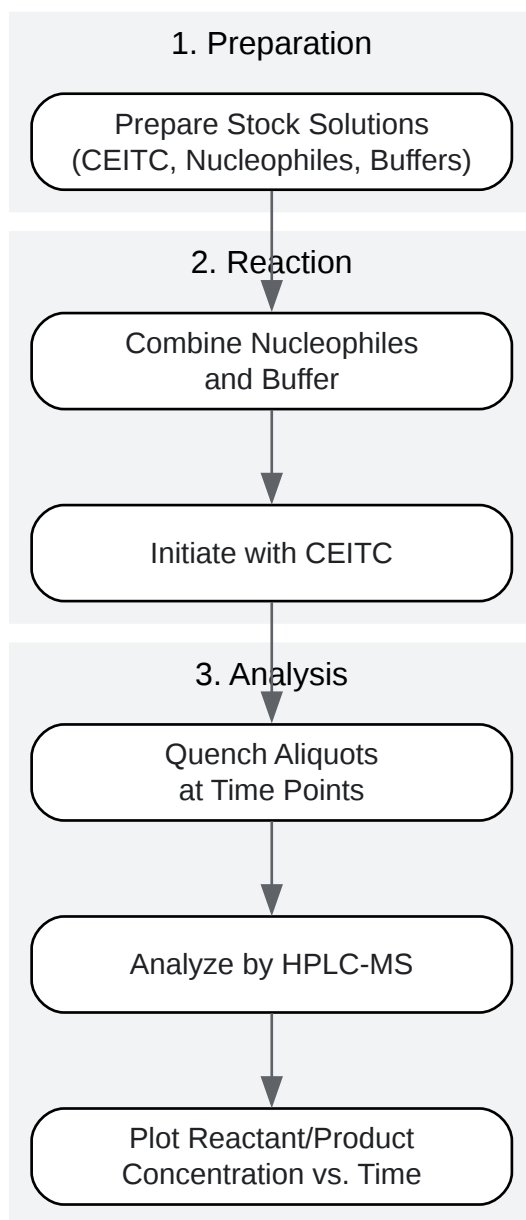 1. Preparation
Prepare Stock Solutions
(CEITC, Nucleophiles, Buffers)
2. Reaction
Combine Nucleophiles
and Buffer
Initiate with CEITC
3. Analysis
Quench Aliquots
at Time Points
Analyze by HPLC-MS
Plot Reactant/Product
Concentration vs. Time